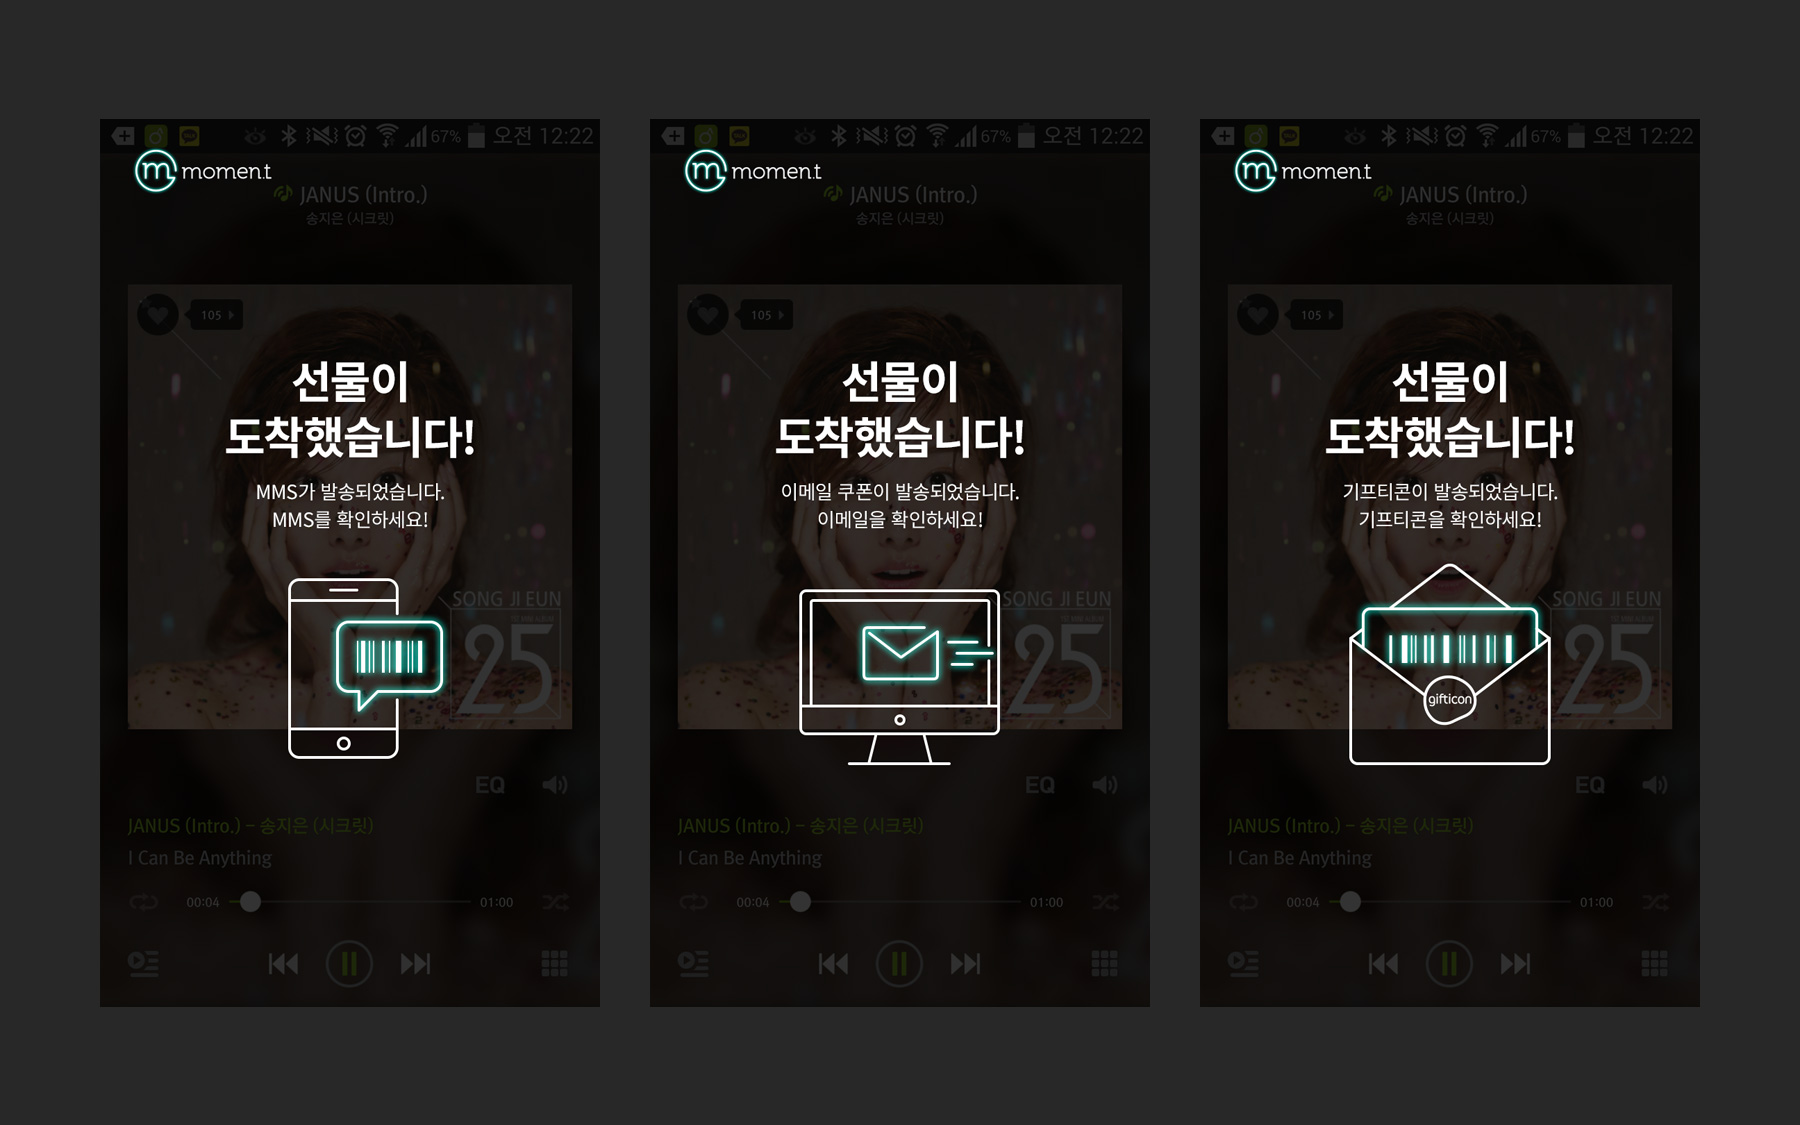 67% 오전 12:22
m moment
JANUS (Intro.)
송지은 (시크릿)
105
선물이
도착했습니다!
MMS가 발송되었습니다.
MMS를 확인하세요!
SONG JI EUN
25
EQ
JANUS (Intro.) – 송지은 (시크릿)
I Can Be Anything
00:04
01:00
67% 오전 12:22
m moment
JANUS (Intro.)
송지은 (시크릿)
105
선물이
도착했습니다!
이메일 쿠폰이 발송되었습니다.
이메일을 확인하세요!
SONG JI EUN
25
EQ
JANUS (Intro.) – 송지은 (시크릿)
I Can Be Anything
00:04
01:00
67% 오전 12:22
m moment
JANUS (Intro.)
송지은 (시크릿)
105
선물이
도착했습니다!
기프티콘이 발송되었습니다.
기프티콘을 확인하세요!
SONG JI EUN
25
gifticon
EQ
JANUS (Intro.) – 송지은 (시크릿)
I Can Be Anything
00:04
01:00